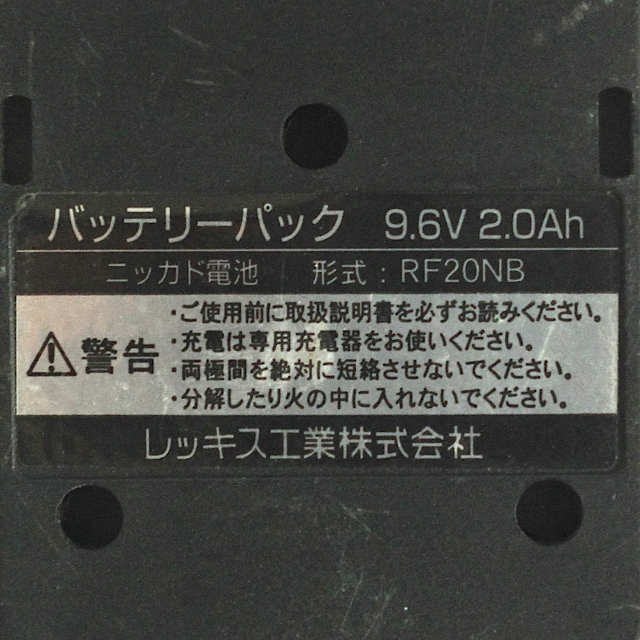 バッテリーパック 9.6V 2.0Ah
ニッカド電池 形式：RF20NB
警告
・ご使用前に取扱説明書を必ずお読みください。
・充電は専用充電器をお使いください。
・両極間を絶対に短絡させないでください。
・分解したり火の中に入れないでください。
レッキス工業株式会社